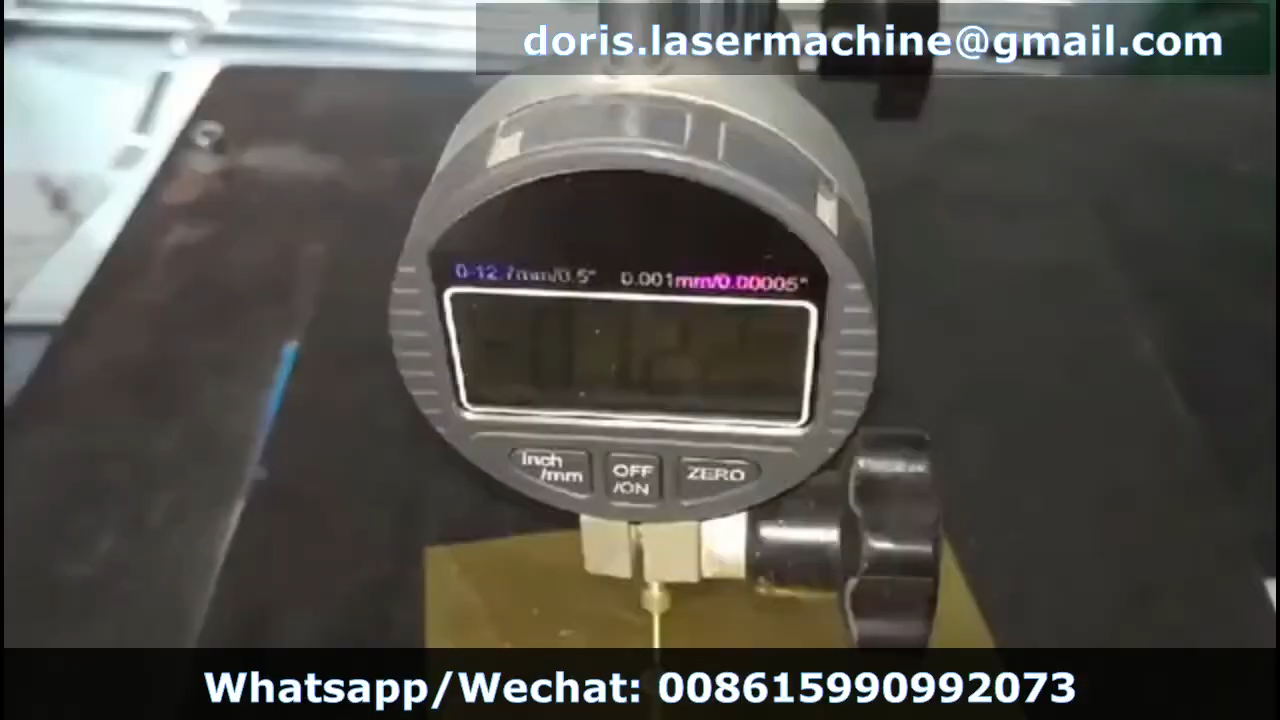 doris.lasermachine@gmail.com
0-12.7mm/0.5" 0.001mm/0.00005"
Inch
/mm
OFF
/ON
ZERO
Whatsapp/Wechat: 008615990992073